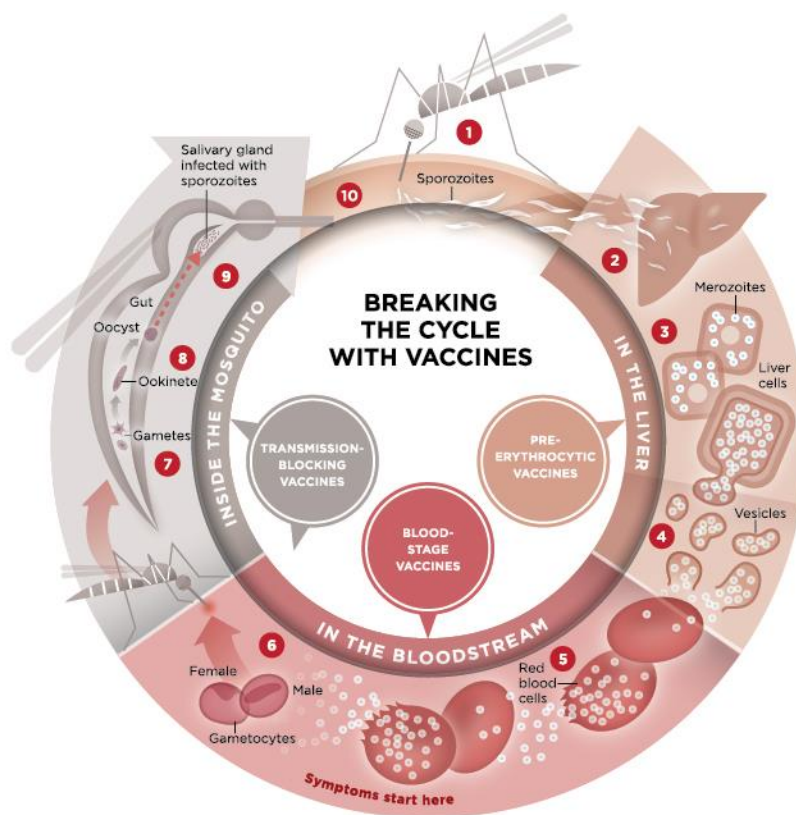 1
Salivary gland
infected with
sporozoites
10
Sporozoites
2
9
Gut
Oocyst
8
Ookinete
Gametes
7
INSIDE THE MOSQUITO
BREAKING
THE CYCLE
WITH VACCINES
TRANSMISSION-
BLOCKING
VACCINES
BLOOD-
STAGE
VACCINES
PRE-
ERYTHROCYTIC
VACCINES
IN THE LIVER
Merozoites
3
Liver
cells
Vesicles
4
IN THE BLOODSTREAM
6
Female
Male
Gametocytes
5
Red
blood
cells
Symptoms start here